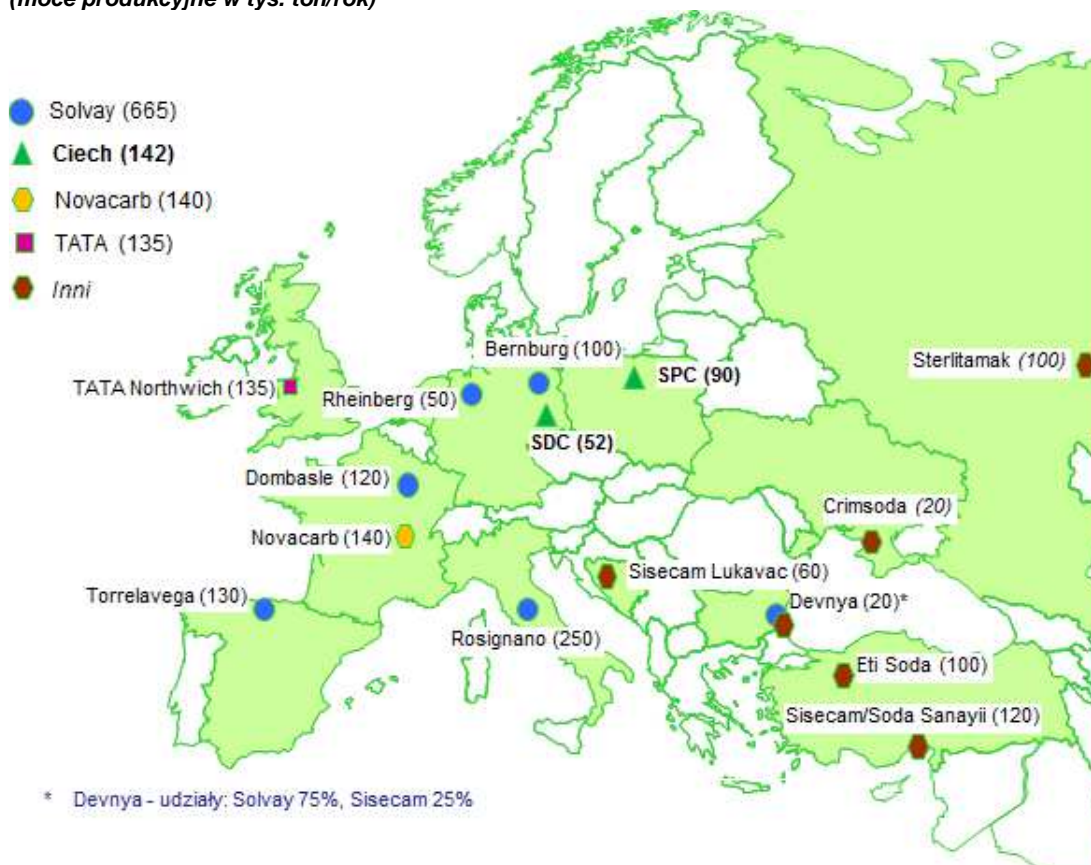 (moce produkcyjne w tys. ton/rok)
Solvay (665)
Ciech (142)
Novacarb (140)
TATA (135)
Inni
Bernburg (100)
Sterlitamak (100)
TATA Northwich (135)
Rheinberg (50)
SPC (90)
SDC (52)
Dombasle (120)
Crimsoda (20)
Novacarb (140)
Sisecam Lukavac (60)
Torrelavega (130)
Devnya (20)*
Rosignano (250)
Eti Soda (100)
Sisecam/Soda Sanayii (120)
* Devnya - udziały: Solvay 75%, Sisecam 25%